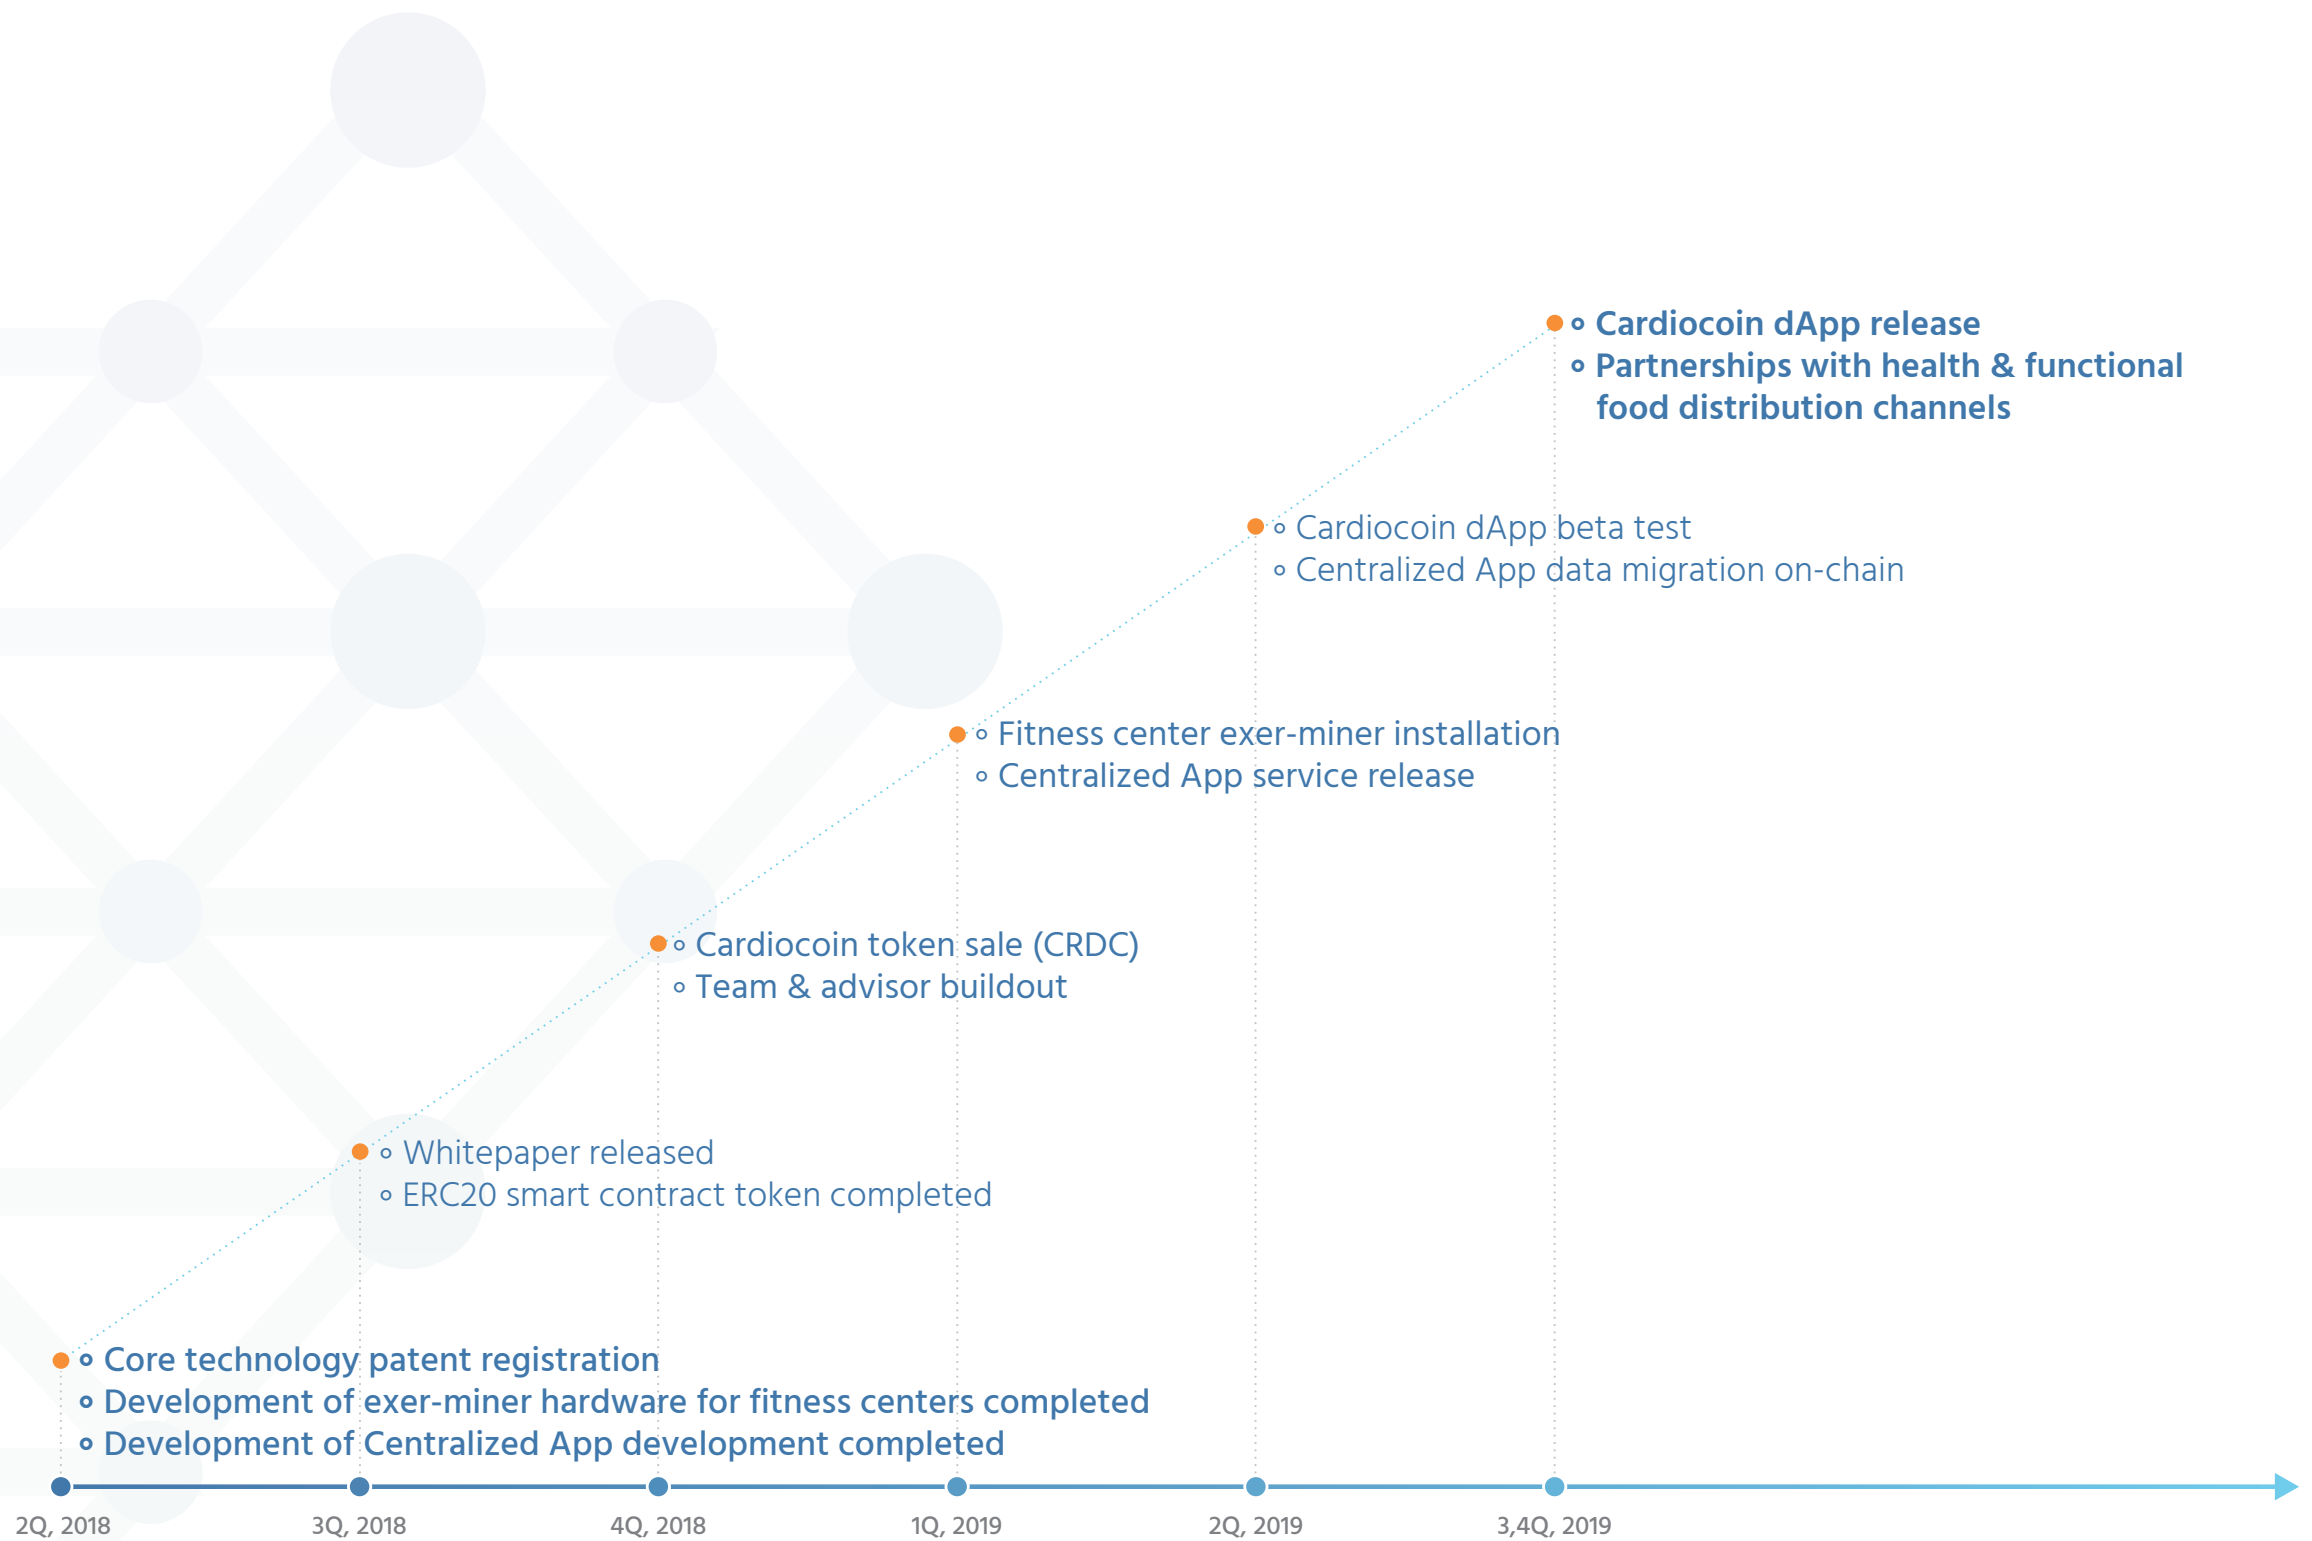 Cardiocoin dApp release
Partnerships with health & functional
food distribution channels
Cardiocoin dApp beta test
Centralized App data migration on-chain
Fitness center exer-miner installation
Centralized App service release
Cardiocoin token sale (CRDC)
Team & advisor buildout
Whitepaper released
ERC20 smart contract token completed
Core technology patent registration
Development of exer-miner hardware for fitness centers completed
Development of Centralized App development completed
2Q, 2018
3Q, 2018
4Q, 2018
1Q, 2019
2Q, 2019
3,4Q, 2019